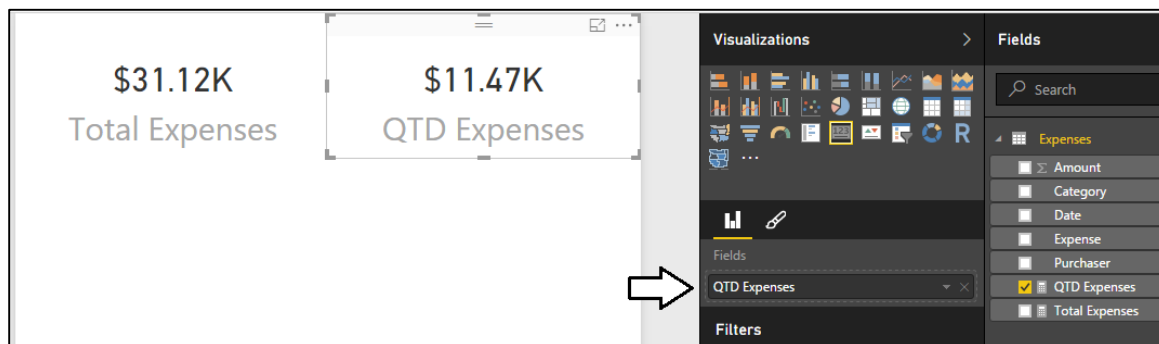 $31.12K
Total Expenses
$11.47K
QTD Expenses
Visualizations
123
R
Fields
QTD Expenses
Filters
Fields
Search
Expenses
Σ Amount
Category
Date
Expense
Purchaser
QTD Expenses
Total Expenses